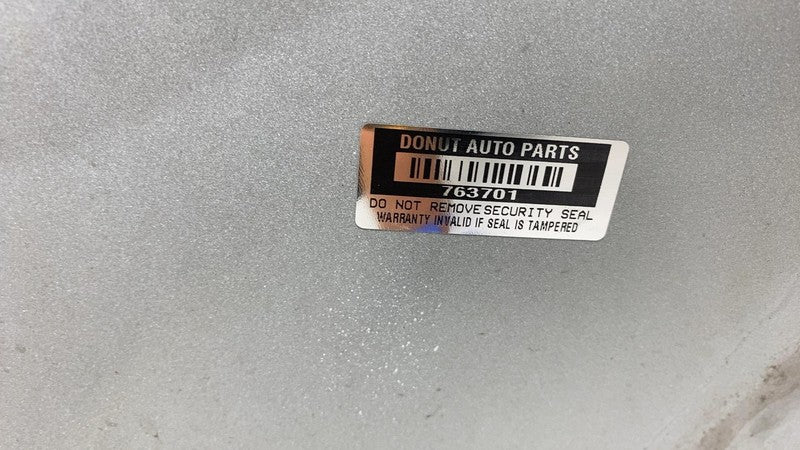 DONUT AUTO PARTS
763701
DO NOT REMOVE SECURITY SEAL
WARRANTY INVALID IF SEAL IS TAMPERED